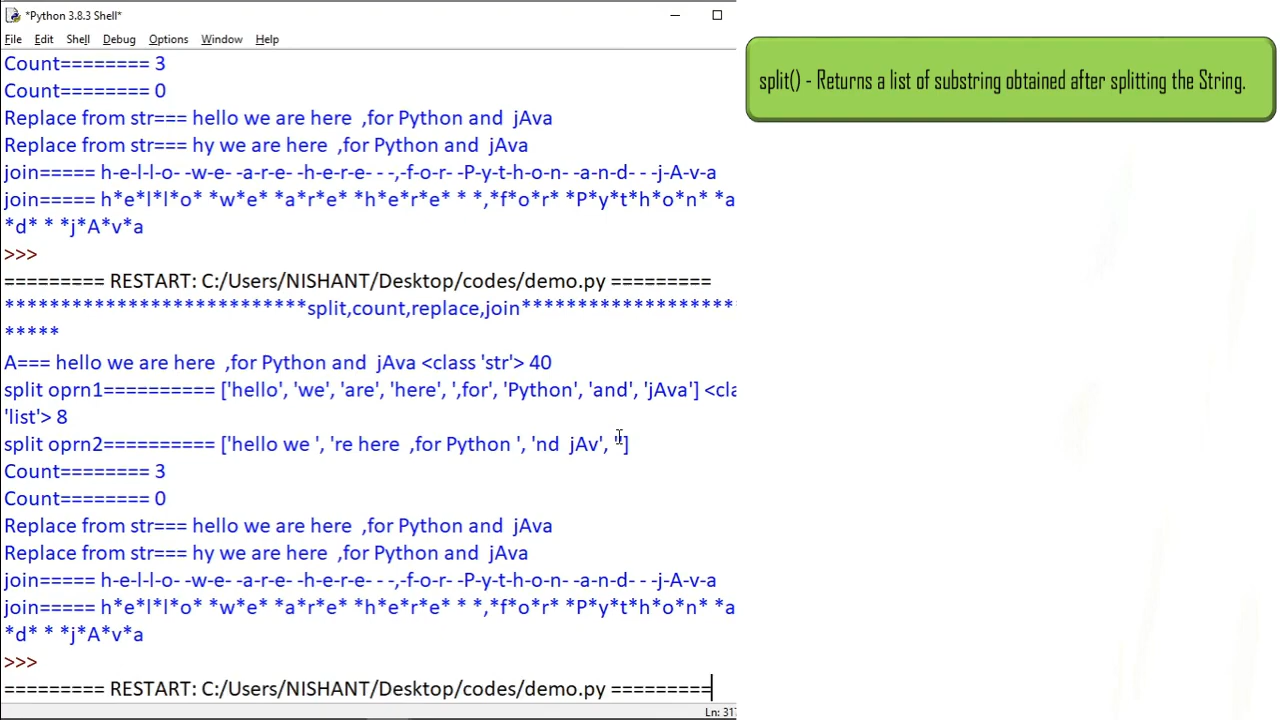 *Python 3.8.3 Shell*
File Edit Shell Debug Options Window Help
Count======== 3
Count======== 0
Replace from str=== hello we are here  ,for Python and  jAva
Replace from str=== hy we are here  ,for Python and  jAva
join===== h-e-l-l-o- -w-e- -a-r-e- -h-e-r-e- - -,-f-o-r- -P-y-t-h-o-n- -a-n-d- - -j-A-v-a
join===== h*e*l*l*o* *w*e* *a*r*e* *h*e*r*e* * *,*f*o*r* *P*y*t*h*o*n* *a
*d* * *j*A*v*a
>>>
========= RESTART: C:/Users/NISHANT/Desktop/codes/demo.py =========
***************************split,count,replace,join********************
*****
A=== hello we are here  ,for Python and  jAva <class 'str'> 40
split oprn1========== ['hello', 'we', 'are', 'here', ',for', 'Python', 'and', 'jAva'] <cla
'list'> 8
split oprn2========== ['hello we ', 're here  ,for Python ', 'nd  jAv', '']
Count======== 3
Count======== 0
Replace from str=== hello we are here  ,for Python and  jAva
Replace from str=== hy we are here  ,for Python and  jAva
join===== h-e-l-l-o- -w-e- -a-r-e- -h-e-r-e- - -,-f-o-r- -P-y-t-h-o-n- -a-n-d- - -j-A-v-a
join===== h*e*l*l*o* *w*e* *a*r*e* *h*e*r*e* * *,*f*o*r* *P*y*t*h*o*n* *a
*d* * *j*A*v*a
>>>
========= RESTART: C:/Users/NISHANT/Desktop/codes/demo.py =========
Ln: 317
split() - Returns a list of substring obtained after splitting the String.